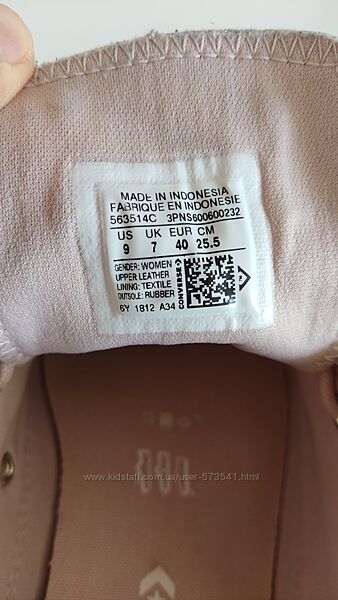 MADE IN INDONESIA
FABRIQUE EN INDONESIE
563514C 3PNS600600232
US UK EUR CM
9 7 40 25.5
GENDER: WOMEN
UPPER LEATHER
LINING: TEXTILE
OUTSOLE: RUBBER
6Y 1812 A34
CONVERSE
www.kidstaff.com.ua/user-573541.html